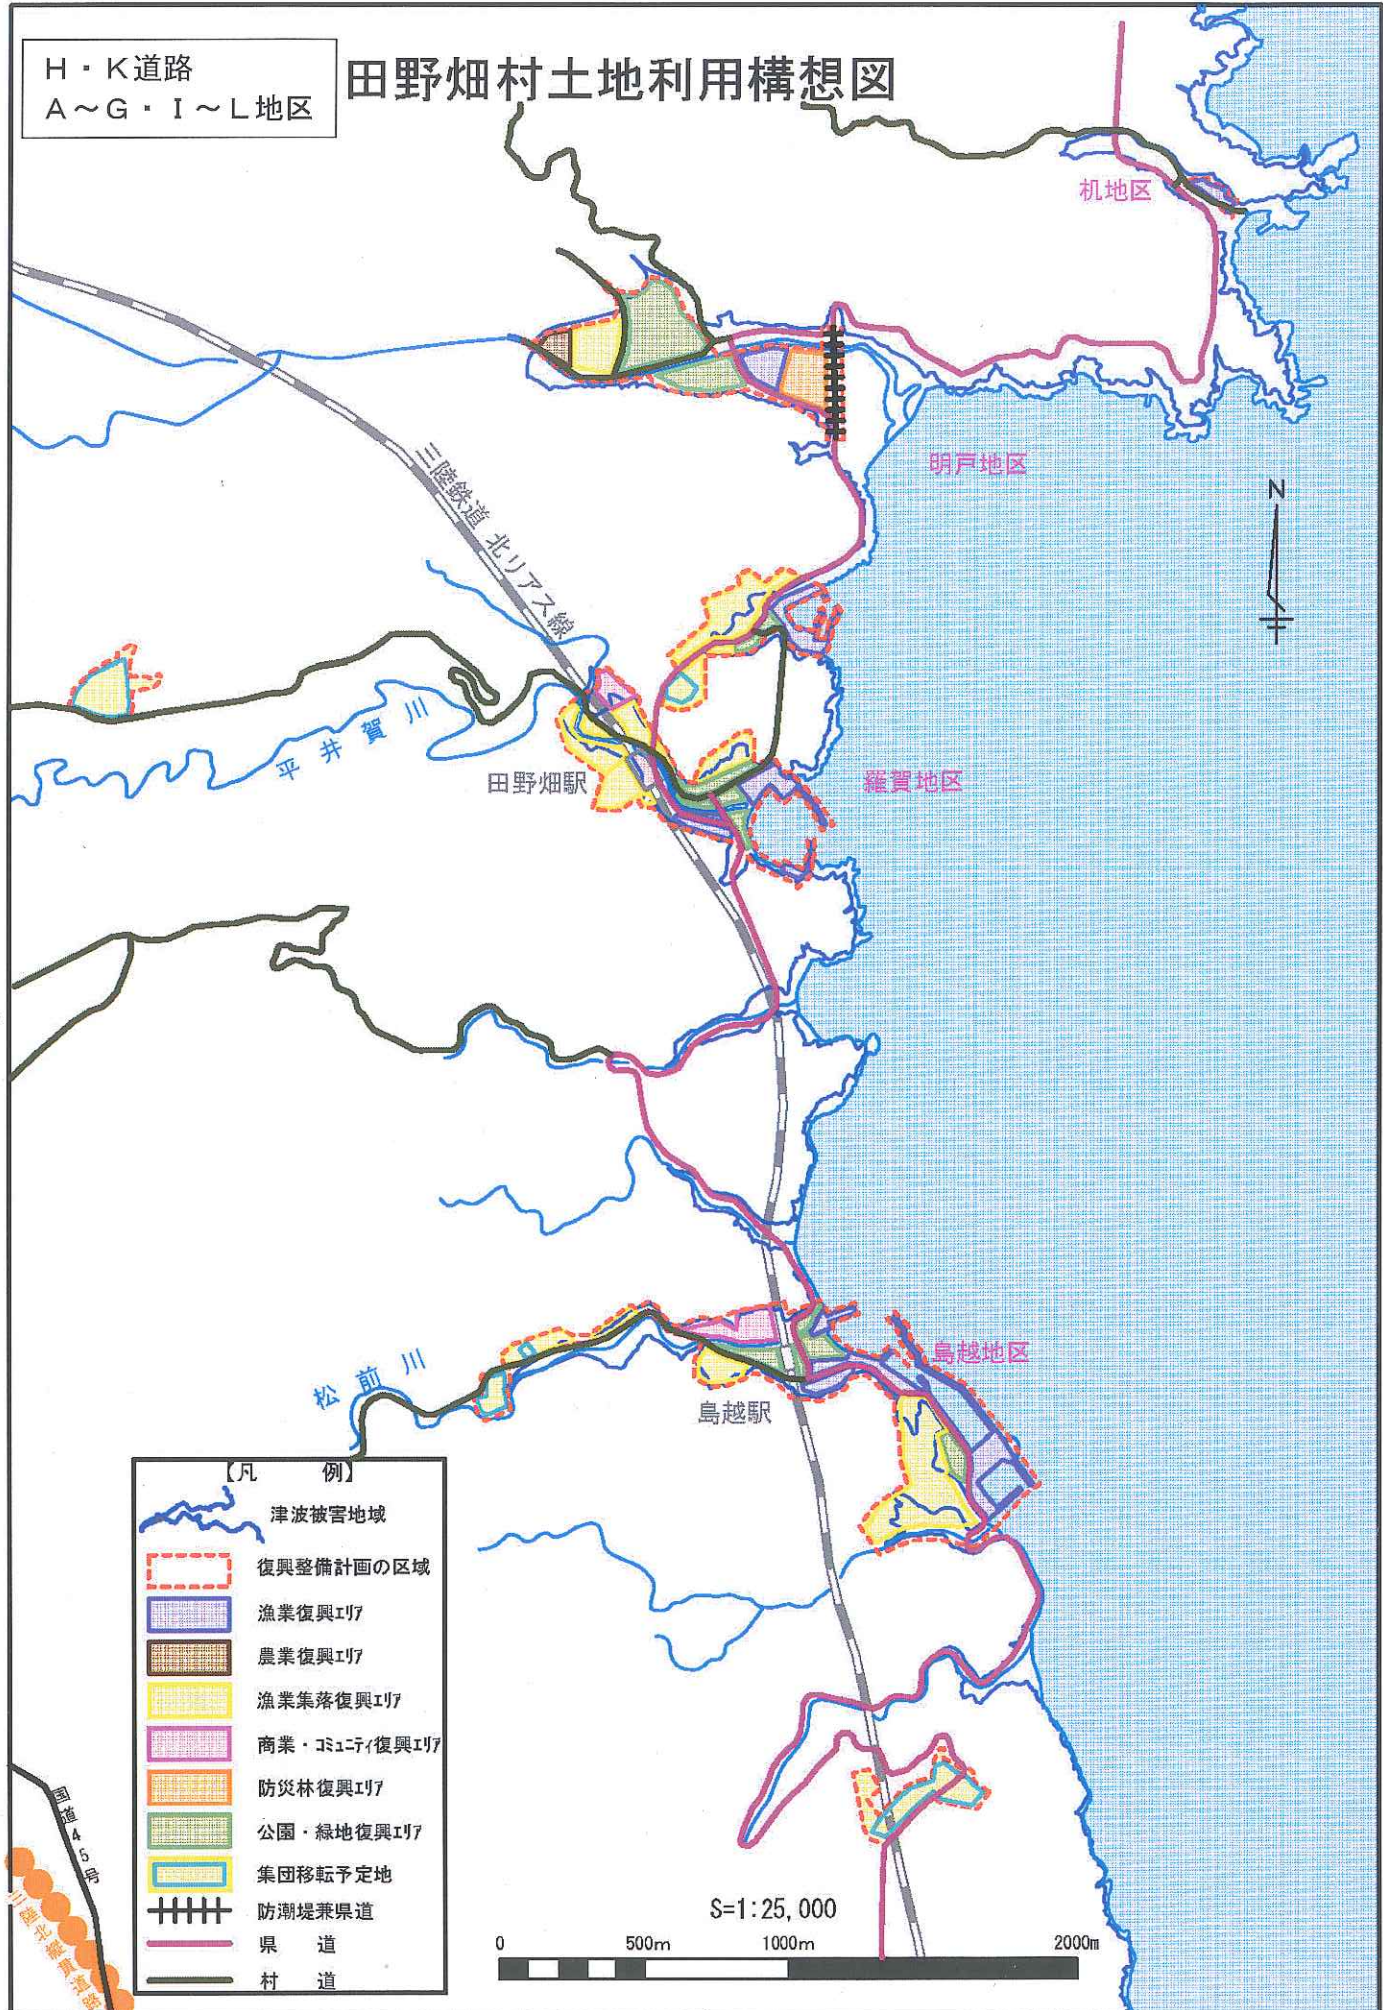 H・K道路
A～G・I～L地区
田野畑村土地利用構想図
机地区
明戸地区
N
三陸鉄道 北リアス線
平井賀川
田野畑駅
羅賀地区
松前川
島越地区
島越駅
【凡 例】
津波被害地域
復興整備計画の区域
漁業復興エリア
農業復興エリア
漁業集落復興エリア
商業・コミュニティ復興エリア
防災林復興エリア
公園・緑地復興エリア
集団移転予定地
防潮堤兼県道
県 道
村 道
国道45号
三陸北縦貫道路
S=1:25,000
0 500m 1000m 2000m